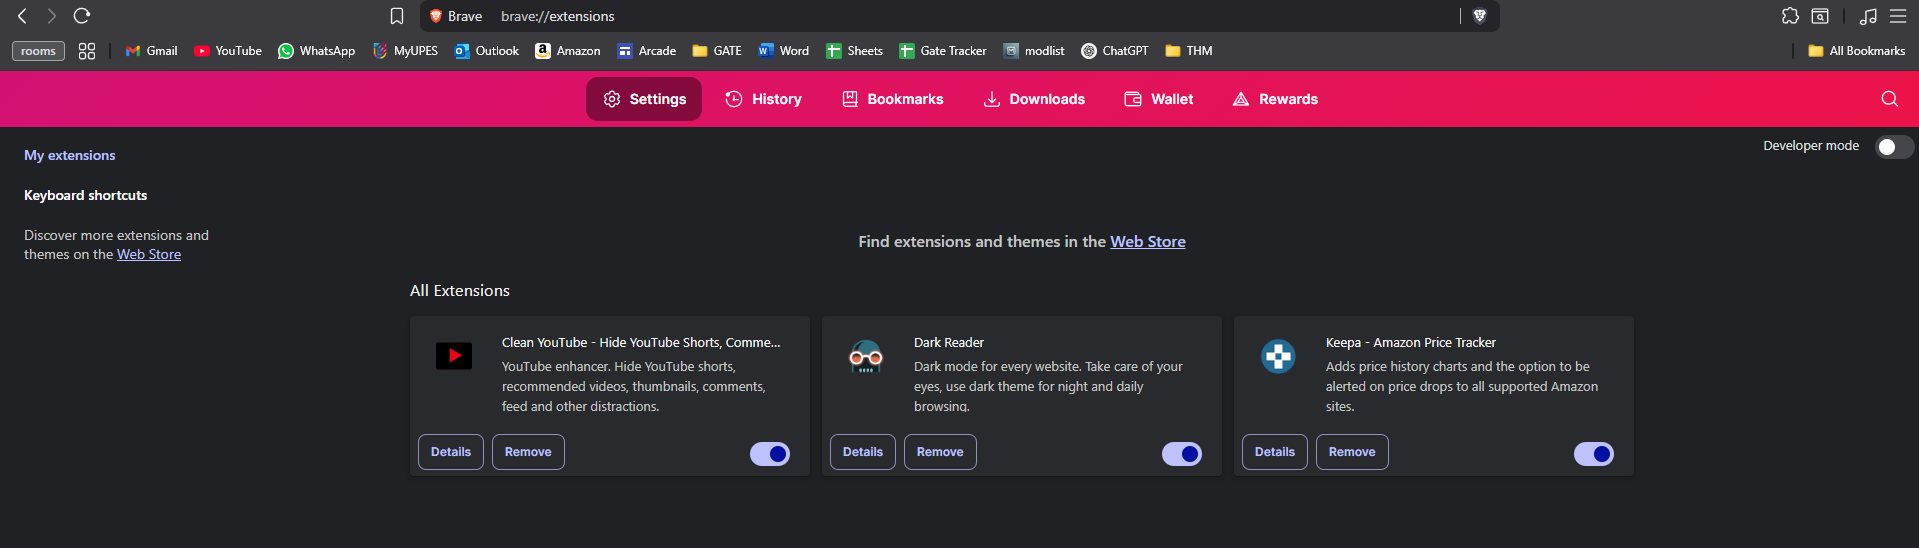 Brave brave://extensions
rooms Gmail YouTube WhatsApp MyUPES Outlook Amazon Arcade GATE Word Sheets Gate Tracker modlist ChatGPT THM All Bookmarks
Settings History Bookmarks Downloads Wallet Rewards
My extensions
Developer mode
Keyboard shortcuts
Discover more extensions and
themes on the Web Store
Find extensions and themes in the Web Store
All Extensions
Clean YouTube - Hide YouTube Shorts, Comme...
YouTube enhancer. Hide YouTube shorts,
recommended videos, thumbnails, comments,
feed and other distractions.
Details Remove
Dark Reader
Dark mode for every website. Take care of your
eyes, use dark theme for night and daily
browsing.
Details Remove
Keepa - Amazon Price Tracker
Adds price history charts and the option to be
alerted on price drops to all supported Amazon
sites.
Details Remove